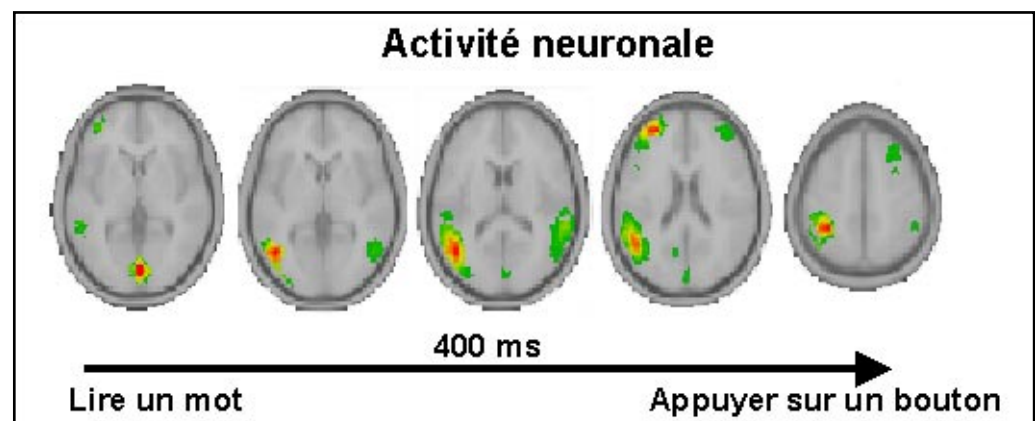 Activité neuronale
400 ms
Lire un mot
Appuyer sur un bouton